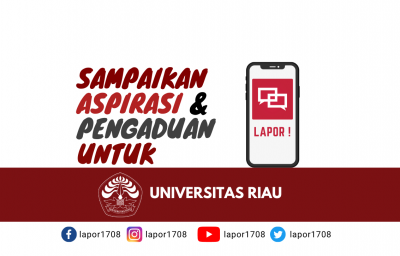 SAMPAIKAN
ASPIRASI &
PENGADUAN
UNTUK
LAPOR !
UNIVERSITAS RIAU
lapor1708 lapor1708 lapor1708 lapor1708